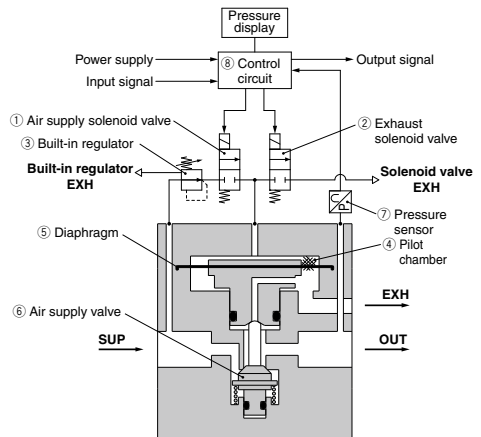 Pressure
display
Power supply
Input signal
⑧ Control
circuit
Output signal
① Air supply solenoid valve
③ Built-in regulator
Built-in regulator
EXH
② Exhaust
solenoid valve
Solenoid valve
EXH
P
⑦ Pressure
sensor
④ Pilot
chamber
⑤ Diaphragm
⑥ Air supply valve
EXH
SUP
OUT